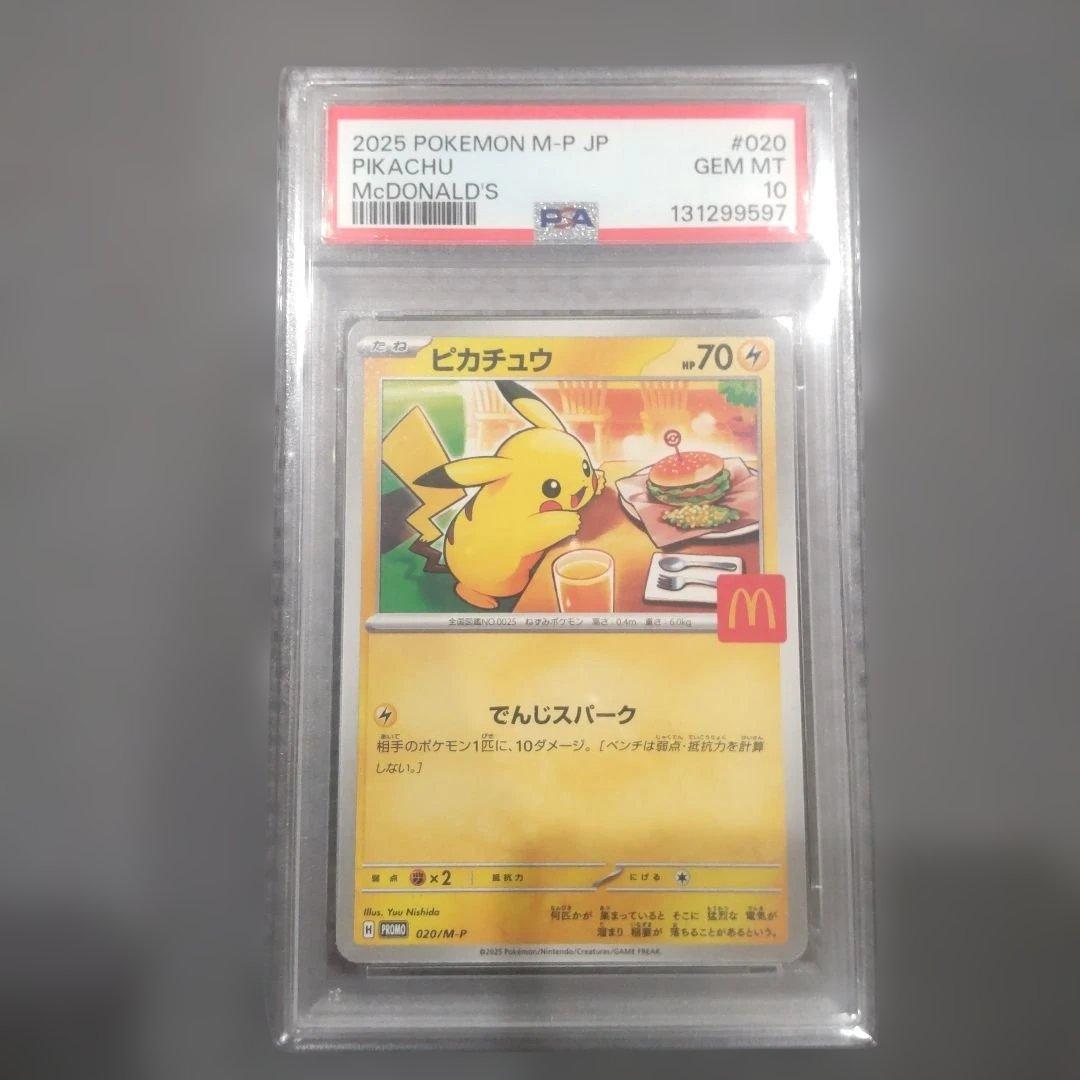 2025 POKEMON M-P JP #020
PIKACHU GEM MT
McDONALD'S 10
131299597
PSA
たね ピカチュウ HP70
全国図鑑NO.0025 ねずみポケモン 高さ:0.4m 重さ:6.0kg
M
でんじスパーク
相手のポケモン1匹に、10ダメージ。[ベンチは弱点・抵抗力を計算
しない。]
弱点 ×2 抵抗力 にげる
Illus. Yuu Nishida
何匹かが 集まっていると そこに 猛烈な 電気が
溜まり 稲妻が 落ちることがあるという。
H PROMO 020/M-P
©2025 Pokémon/Nintendo/Creatures/GAME FREAK.